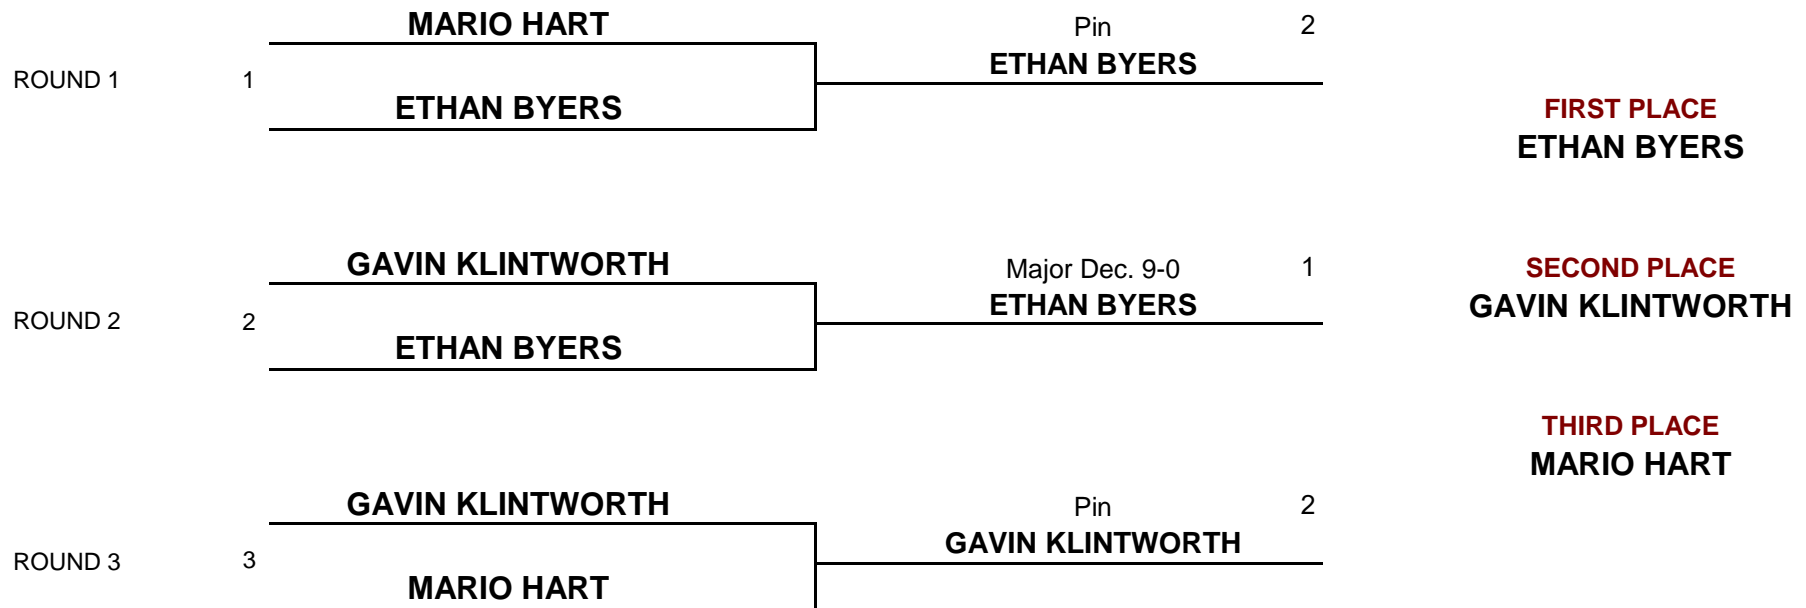 MARIO HART
Pin 2
ETHAN BYERS
ROUND 1 1
ETHAN BYERS
FIRST PLACE
ETHAN BYERS
GAVIN KLINTWORTH
Major Dec. 9-0 1
ETHAN BYERS
SECOND PLACE
GAVIN KLINTWORTH
ROUND 2 2
ETHAN BYERS
THIRD PLACE
MARIO HART
GAVIN KLINTWORTH
Pin 2
GAVIN KLINTWORTH
ROUND 3 3
MARIO HART